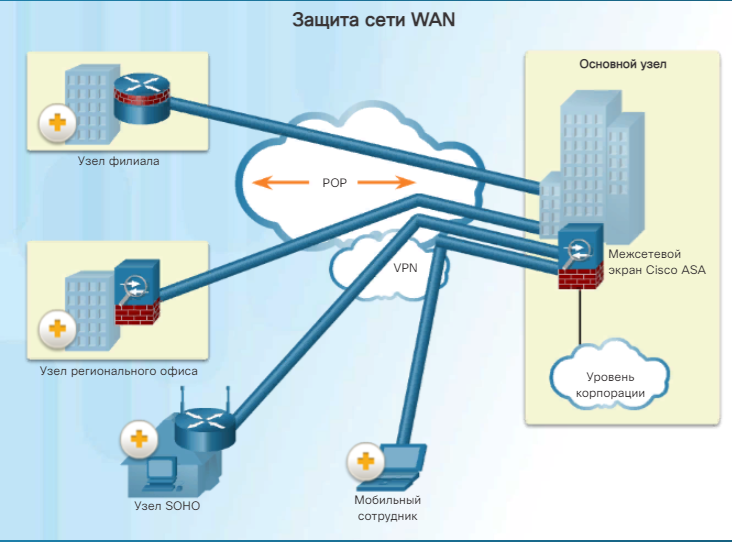 Защита сети WAN
Основной узел
Узел филиала
POP
VPN
Межсетевой
экран Cisco ASA
Узел регионального офиса
Уровень
корпорации
Узел SOHO
Мобильный
сотрудник